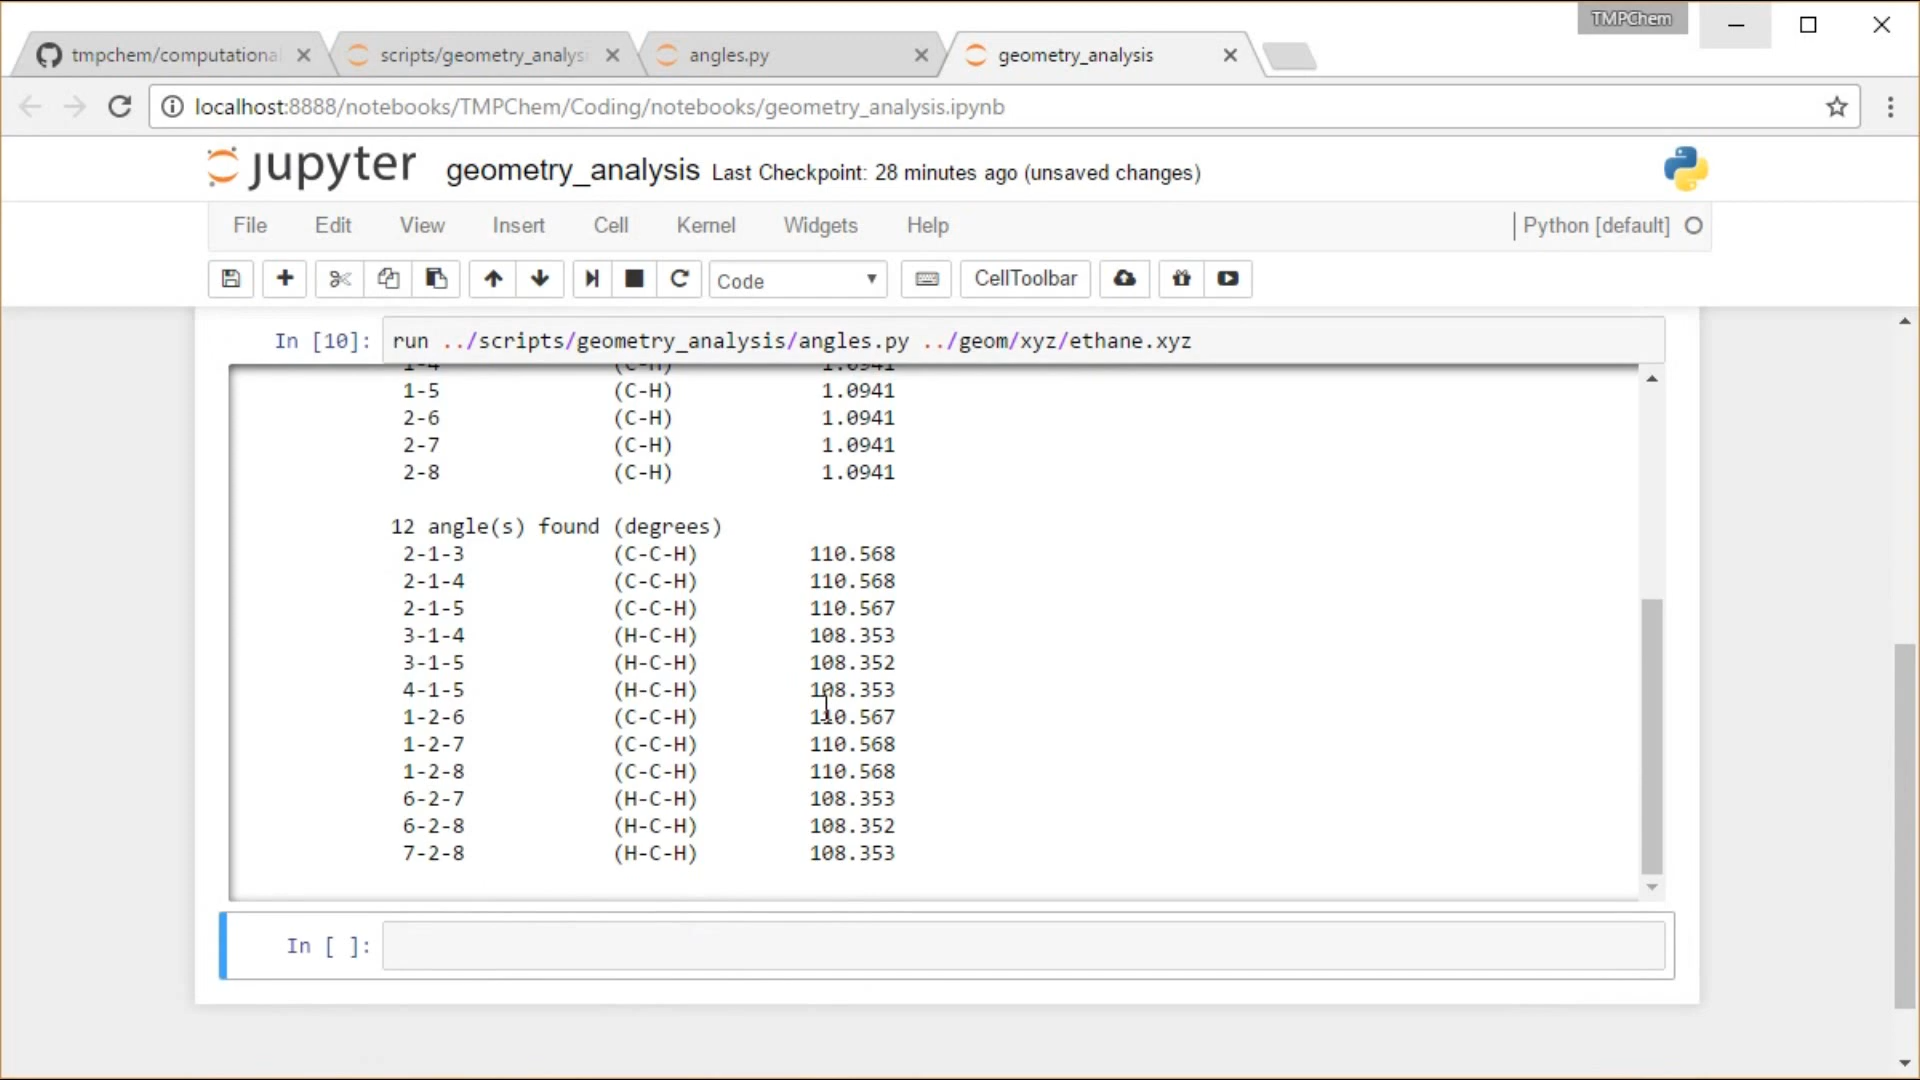 TMPChem
tmpchem/computational
scripts/geometry_analysi
angles.py
geometry_analysis
localhost:8888/notebooks/TMPChem/Coding/notebooks/geometry_analysis.ipynb
jupyter geometry_analysis Last Checkpoint: 28 minutes ago (unsaved changes)
File Edit View Insert Cell Kernel Widgets Help Python [default]
Code CellToolbar
In [10]: run ../scripts/geometry_analysis/angles.py ../geom/xyz/ethane.xyz
1-4 (C-H) 1.0941
1-5 (C-H) 1.0941
2-6 (C-H) 1.0941
2-7 (C-H) 1.0941
2-8 (C-H) 1.0941
12 angle(s) found (degrees)
2-1-3 (C-C-H) 110.568
2-1-4 (C-C-H) 110.568
2-1-5 (C-C-H) 110.567
3-1-4 (H-C-H) 108.353
3-1-5 (H-C-H) 108.352
4-1-5 (H-C-H) 108.353
1-2-6 (C-C-H) 110.567
1-2-7 (C-C-H) 110.568
1-2-8 (C-C-H) 110.568
6-2-7 (H-C-H) 108.353
6-2-8 (H-C-H) 108.352
7-2-8 (H-C-H) 108.353
In [ ]: